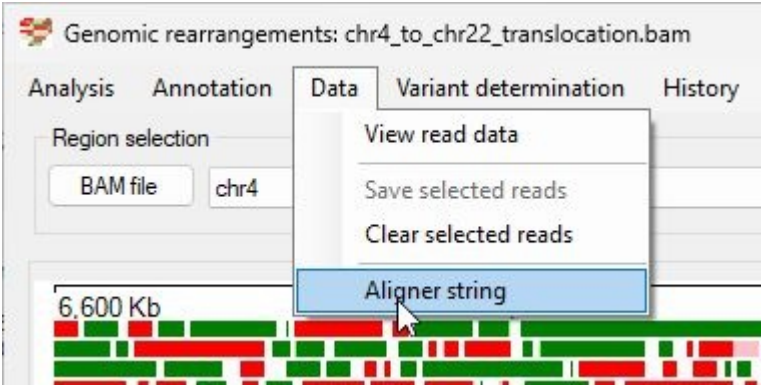 Genomic rearrangements: chr4_to_chr22_translocation.bam
Analysis Annotation Data Variant determination History
Region selection
View read data
BAM file chr4
Save selected reads
Clear selected reads
Aligner string
6,600 Kb